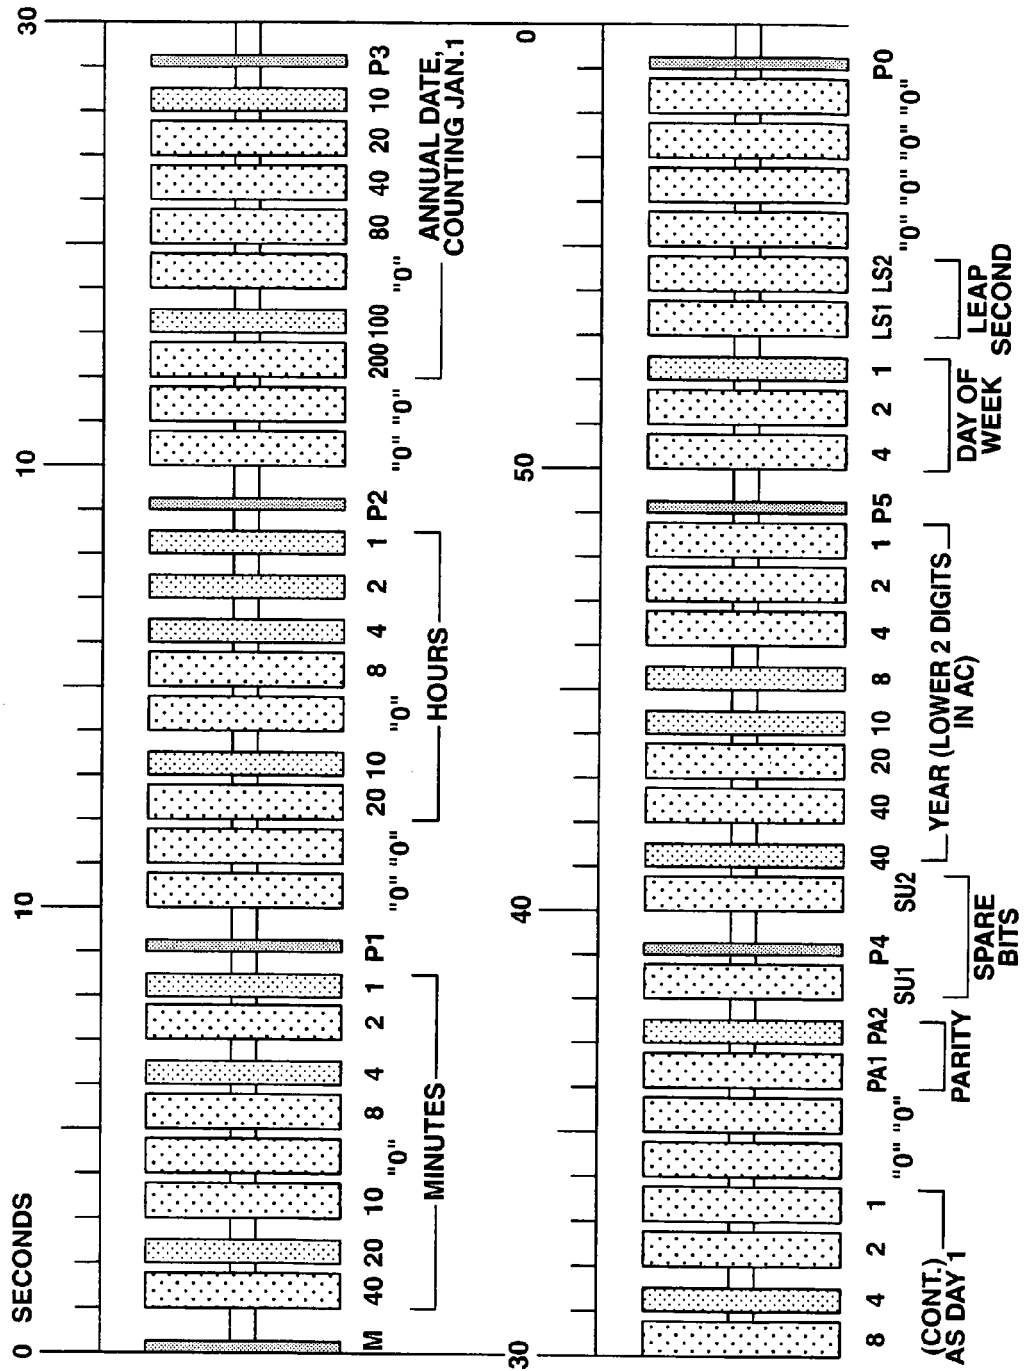 0 SECONDS 10 10 30
M 40 20 10 "0" 8 4 2 1 P1 "0" "0" 20 10 "0" 8 4 2 1 P2 "0" "0" 200 100 "0" 80 40 20 10 P3
MINUTES
HOURS
ANNUAL DATE,
COUNTING JAN.1
30 40 50 0
8 4 2 1 "0" "0" PA1 PA2 SU1 P4 SU2 40 40 20 10 8 4 2 1 P5 4 2 1 LS1 LS2 "0" "0" "0" "0" P0
(CONT.)
AS DAY 1
PARITY
SPARE
BITS
YEAR (LOWER 2 DIGITS
IN AC)
DAY OF
WEEK
LEAP
SECOND